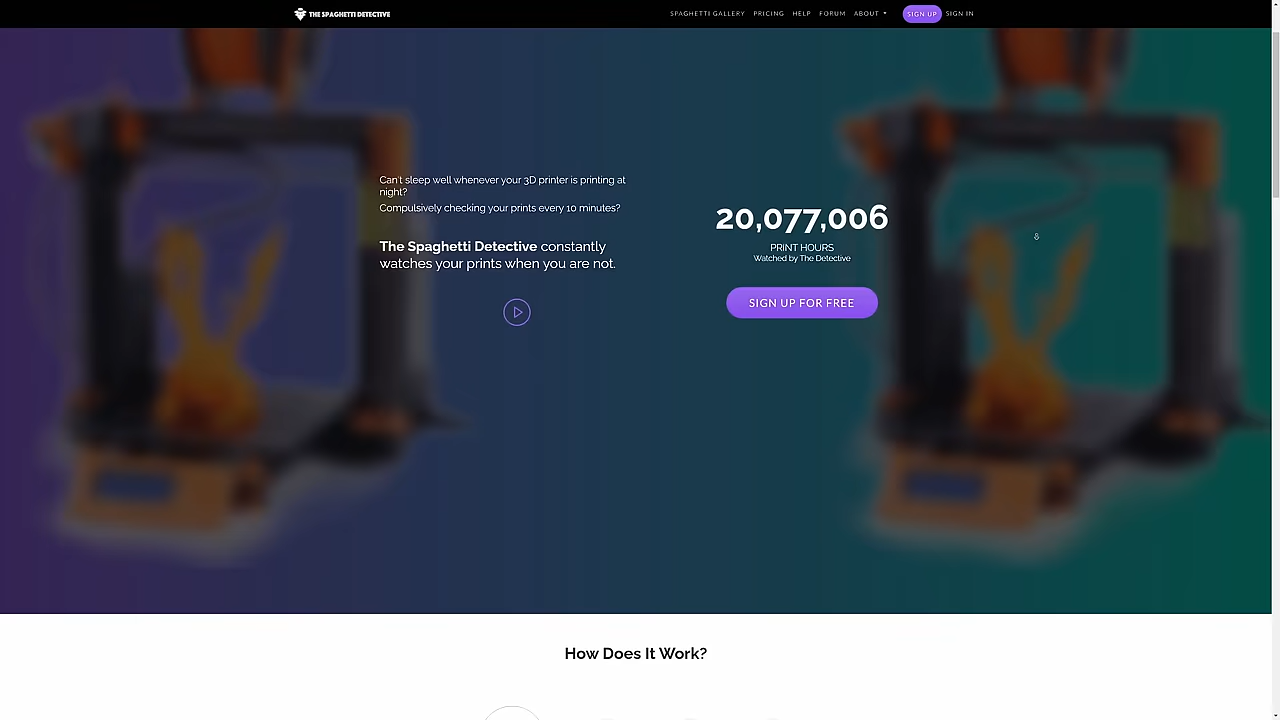 THE SPAGHETTI DETECTIVE
SPAGHETTI GALLERY PRICING HELP FORUM ABOUT SIGN UP SIGN IN
Can't sleep well whenever your 3D printer is printing at
night?
Compulsively checking your prints every 10 minutes?
The Spaghetti Detective constantly
watches your prints when you are not.
20,077,006
PRINT HOURS
Watched by The Detective
SIGN UP FOR FREE
How Does It Work?